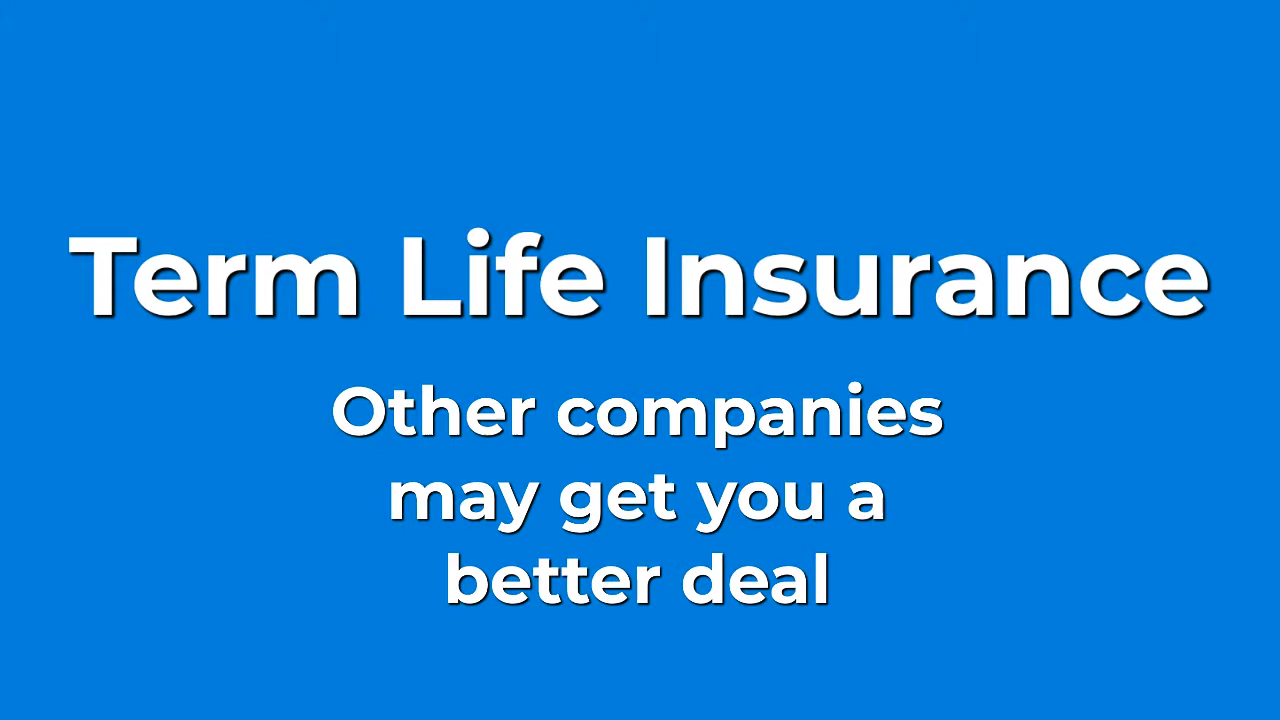 Term Life Insurance
Other companies
may get you a
better deal